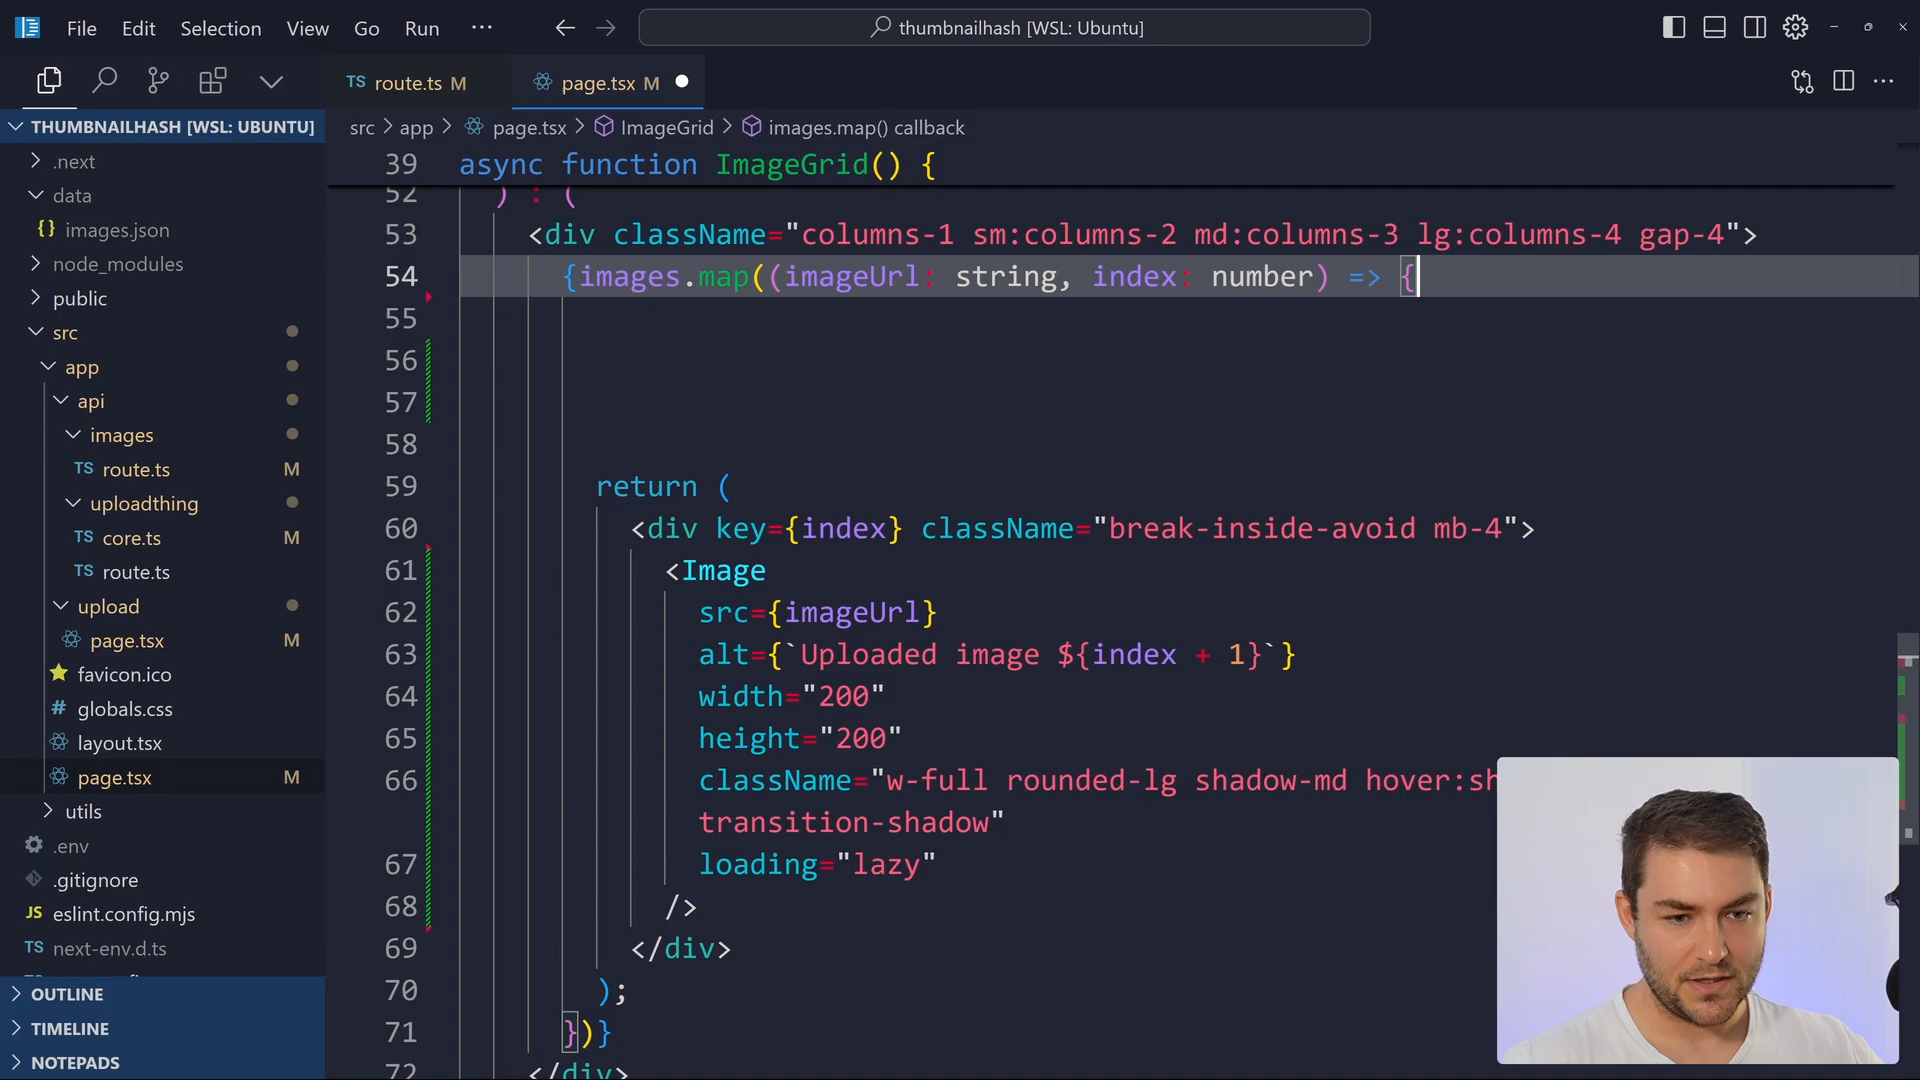 File Edit Selection View Go Run ··· thumbnailhash [WSL: Ubuntu]
TS route.ts M page.tsx M
THUMBNAILHASH [WSL: UBUNTU]
src > app > page.tsx > ImageGrid > images.map() callback
.next
data
{} images.json
node_modules
public
src
app
api
images
TS route.ts M
uploadthing
TS core.ts M
TS route.ts
upload
page.tsx M
favicon.ico
# globals.css
layout.tsx
page.tsx M
utils
.env
.gitignore
JS eslint.config.mjs
TS next-env.d.ts
OUTLINE
TIMELINE
NOTEPADS
39 async function ImageGrid() {
52 ) : (
53 <div className="columns-1 sm:columns-2 md:columns-3 lg:columns-4 gap-4">
54 {images.map((imageUrl: string, index: number) => {
55
56
57
58
59 return (
60 <div key={index} className="break-inside-avoid mb-4">
61 <Image
62 src={imageUrl}
63 alt={`Uploaded image ${index + 1}`}
64 width="200"
65 height="200"
66 className="w-full rounded-lg shadow-md hover:sh
transition-shadow"
67 loading="lazy"
68 />
69 </div>
70 );
71 })}
72 </div>